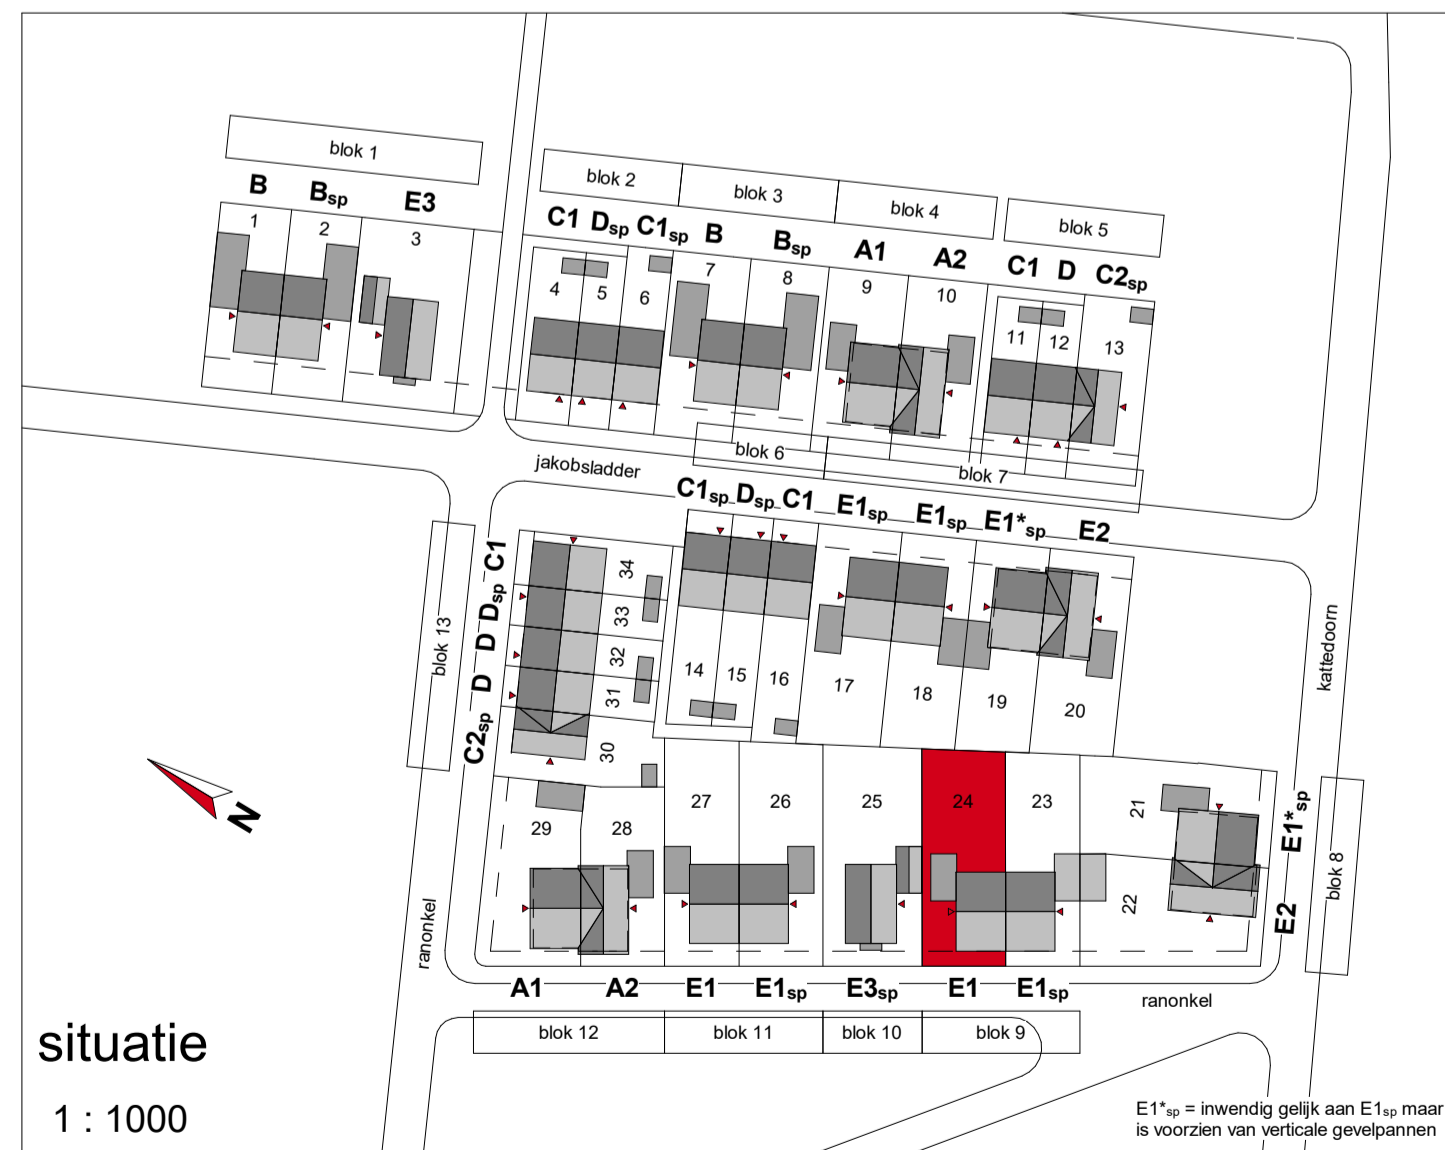 blok 1
B Bsp E3
1 2 3
blok 2 blok 3 blok 4 blok 5
C1 Dsp C1sp B Bsp A1 A2 C1 D C2sp
4 5 6 7 8 9 10 11 12 13
jakobsladder
blok 6 blok 7
C1sp Dsp C1 E1sp E1sp E1*sp E2
14 15 16 17 18 19 20
blok 13
C2sp D D Dsp C1
34
33
32
31
30
kattedoorn
N
29 28 27 26 25 24 23 22 21
E2 E1*sp
blok 8
ranonkel
A1 A2 E1 E1sp E3sp E1 E1sp
ranonkel
blok 12 blok 11 blok 10 blok 9
situatie
1 : 1000
E1*sp = inwendig gelijk aan E1sp maar
is voorzien van verticale gevelpannen